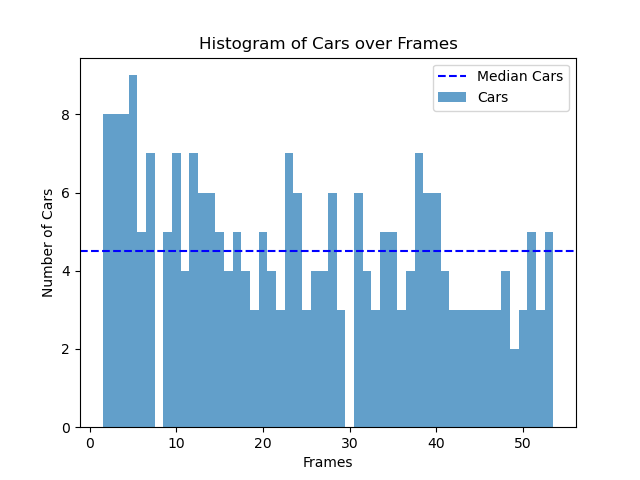 Histogram of Cars over Frames
Median Cars
Cars
Number of Cars
8
6
4
2
0
0 10 20 30 40 50
Frames